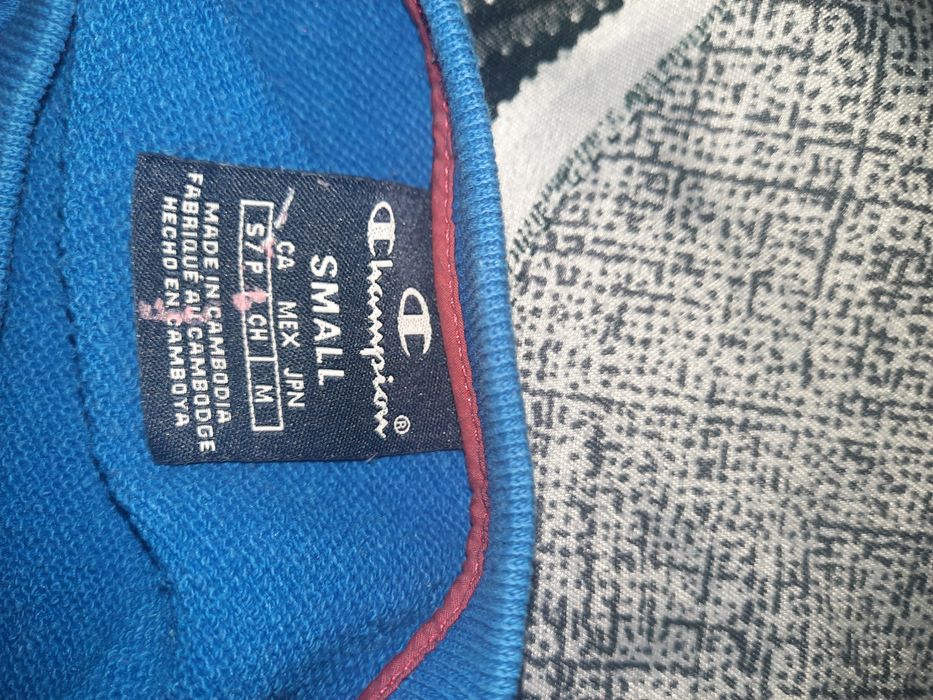 Champion®
SMALL
CA MEX JPN
S/P CH M
MADE IN CAMBODIA
FABRIQUÉ AU CAMBODGE
HECHO EN CAMBOYA